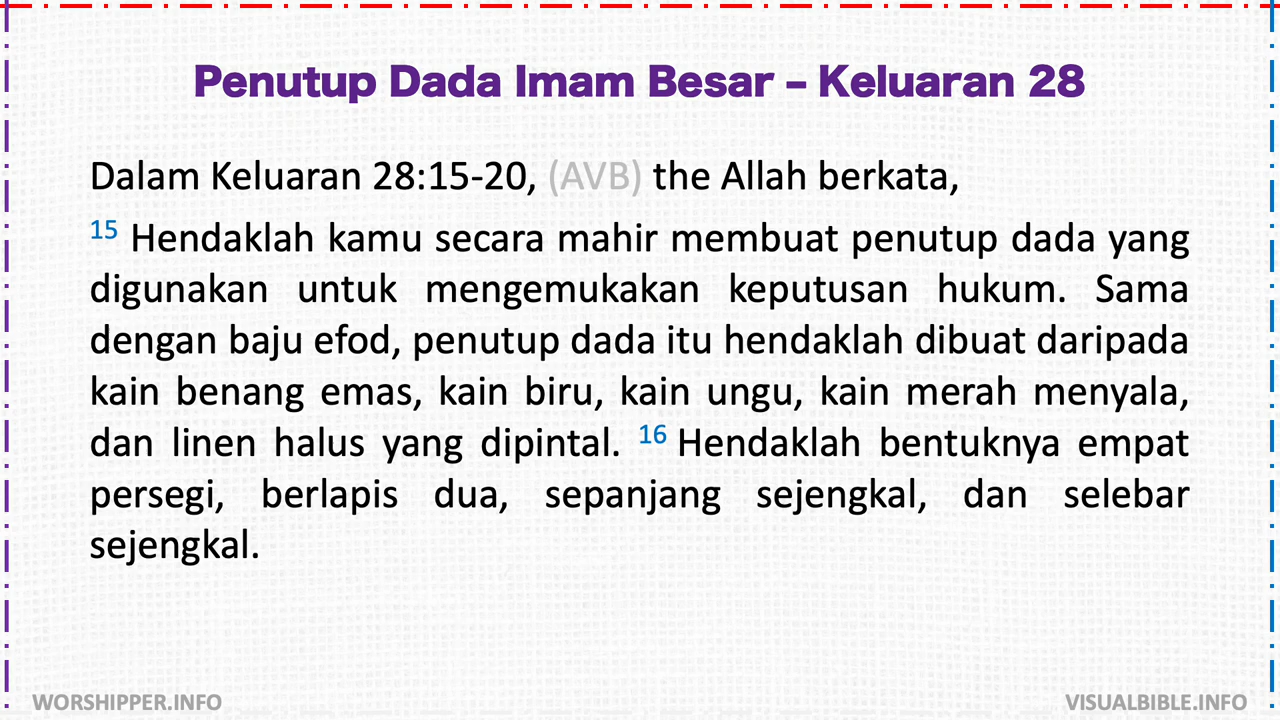 Penutup Dada Imam Besar – Keluaran 28
Dalam Keluaran 28:15-20, (AVB) the Allah berkata,
15 Hendaklah kamu secara mahir membuat penutup dada yang
digunakan untuk mengemukakan keputusan hukum. Sama
dengan baju efod, penutup dada itu hendaklah dibuat daripada
kain benang emas, kain biru, kain ungu, kain merah menyala,
dan linen halus yang dipintal. 16 Hendaklah bentuknya empat
persegi, berlapis dua, sepanjang sejengkal, dan selebar
sejengkal.
WORSHIPPER.INFO
VISUALBIBLE.INFO